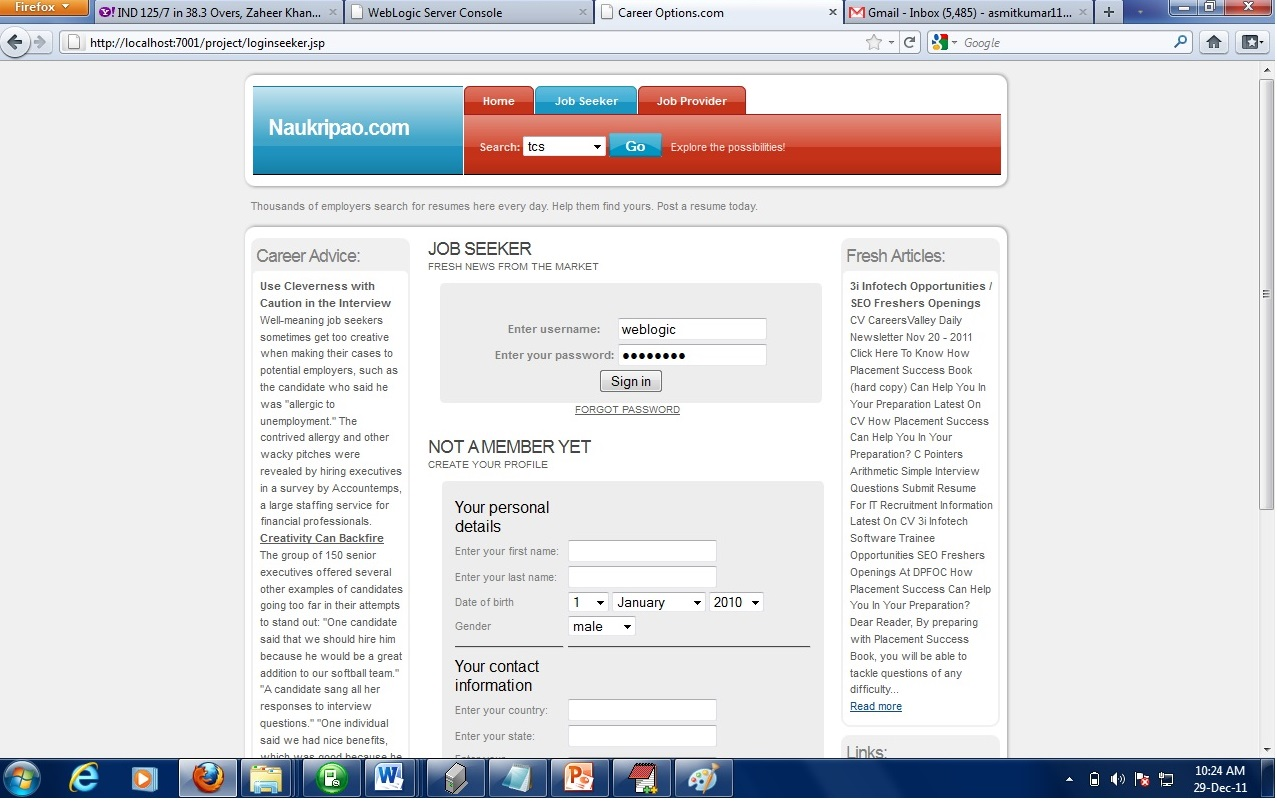 Firefox
IND 125/7 in 38.3 Overs, Zaheer Khan...
WebLogic Server Console
Career Options.com
Gmail - Inbox (5,485) - asmitkumar11...
http://localhost:7001/project/loginseeker.jsp
Google
Naukripao.com
Home
Job Seeker
Job Provider
Search: tcs Go Explore the possibilities!
Thousands of employers search for resumes here every day. Help them find yours. Post a resume today.
Career Advice:
Use Cleverness with
Caution in the Interview
Well-meaning job seekers
sometimes get too creative
when making their cases to
potential employers, such as
the candidate who said he
was "allergic to
unemployment." The
contrived allergy and other
wacky pitches were
revealed by hiring executives
in a survey by Accountemps,
a large staffing service for
financial professionals.
Creativity Can Backfire
The group of 150 senior
executives offered several
other examples of candidates
going too far in their attempts
to stand out: "One candidate
said that we should hire him
because he would be a great
addition to our softball team."
"A candidate sang all her
responses to interview
questions." "One individual
said we had nice benefits,
which was good because he
JOB SEEKER
FRESH NEWS FROM THE MARKET
Enter username: weblogic
Enter your password: ●●●●●●●●
Sign in
FORGOT PASSWORD
NOT A MEMBER YET
CREATE YOUR PROFILE
Your personal
details
Enter your first name:
Enter your last name:
Date of birth 1 January 2010
Gender male
Your contact
information
Enter your country:
Enter your state:
Fresh Articles:
3i Infotech Opportunities /
SEO Freshers Openings
CV CareersValley Daily
Newsletter Nov 20 - 2011
Click Here To Know How
Placement Success Book
(hard copy) Can Help You In
Your Preparation Latest On
CV How Placement Success
Can Help You In Your
Preparation? C Pointers
Arithmetic Simple Interview
Questions Submit Resume
For IT Recruitment Information
Latest On CV 3i Infotech
Software Trainee
Opportunities SEO Freshers
Openings At DPFOC How
Placement Success Can Help
You In Your Preparation?
Dear Reader, By preparing
with Placement Success
Book, you will be able to
tackle questions of any
difficulty...
Read more
Links:
10:24 AM
29-Dec-11